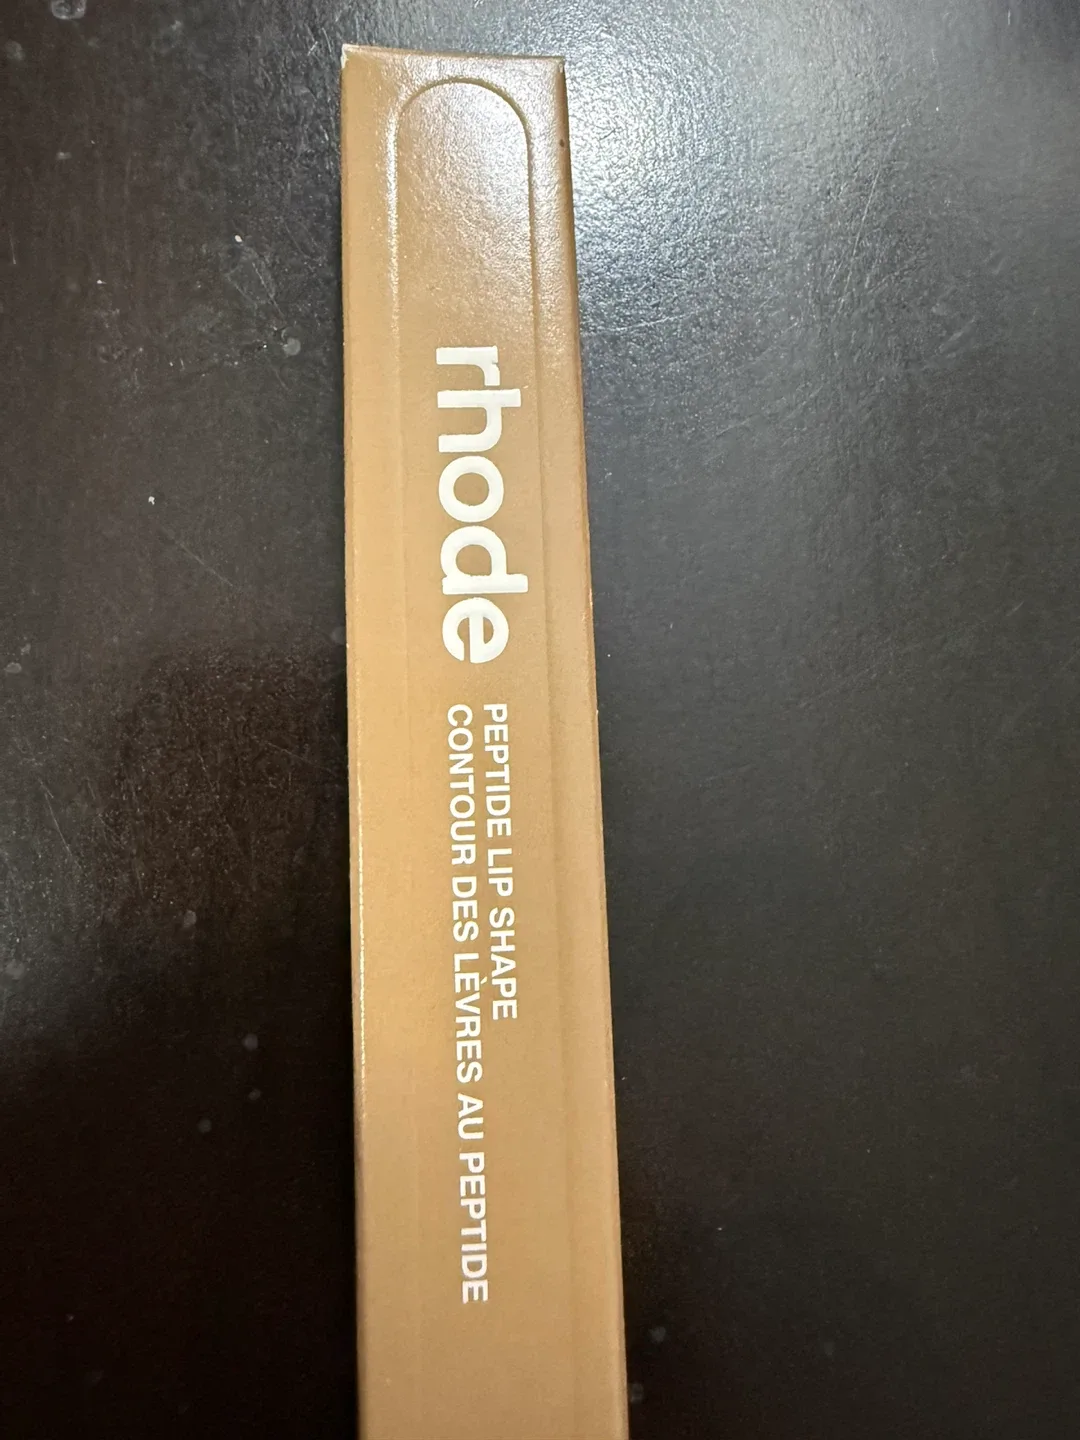 rhode
PEPTIDE LIP SHAPE
CONTOUR DES LÈVRES AU PEPTIDE